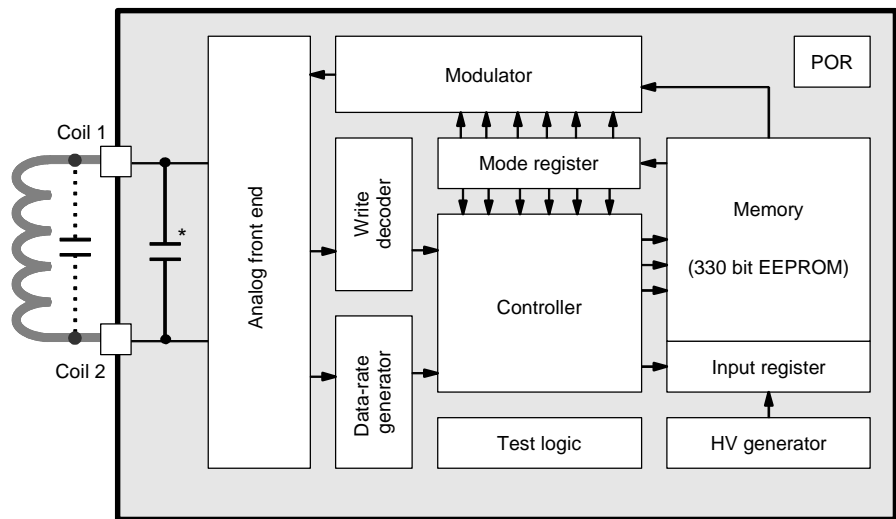 Modulator
POR
Coil 1
Mode register
Memory
(330 bit EEPROM)
Write
decoder
*
Analog front end
Controller
Coil 2
Data-rate
generator
Input register
Test logic
HV generator